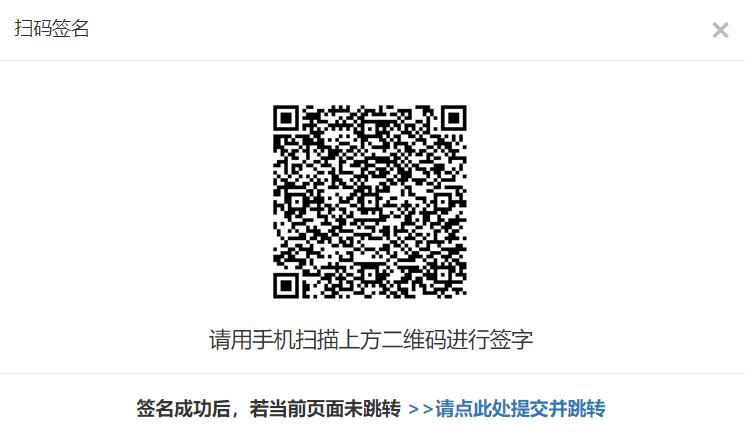 扫码签名
请用手机扫描上方二维码进行签字
签名成功后，若当前页面未跳转 >>请点此处提交并跳转